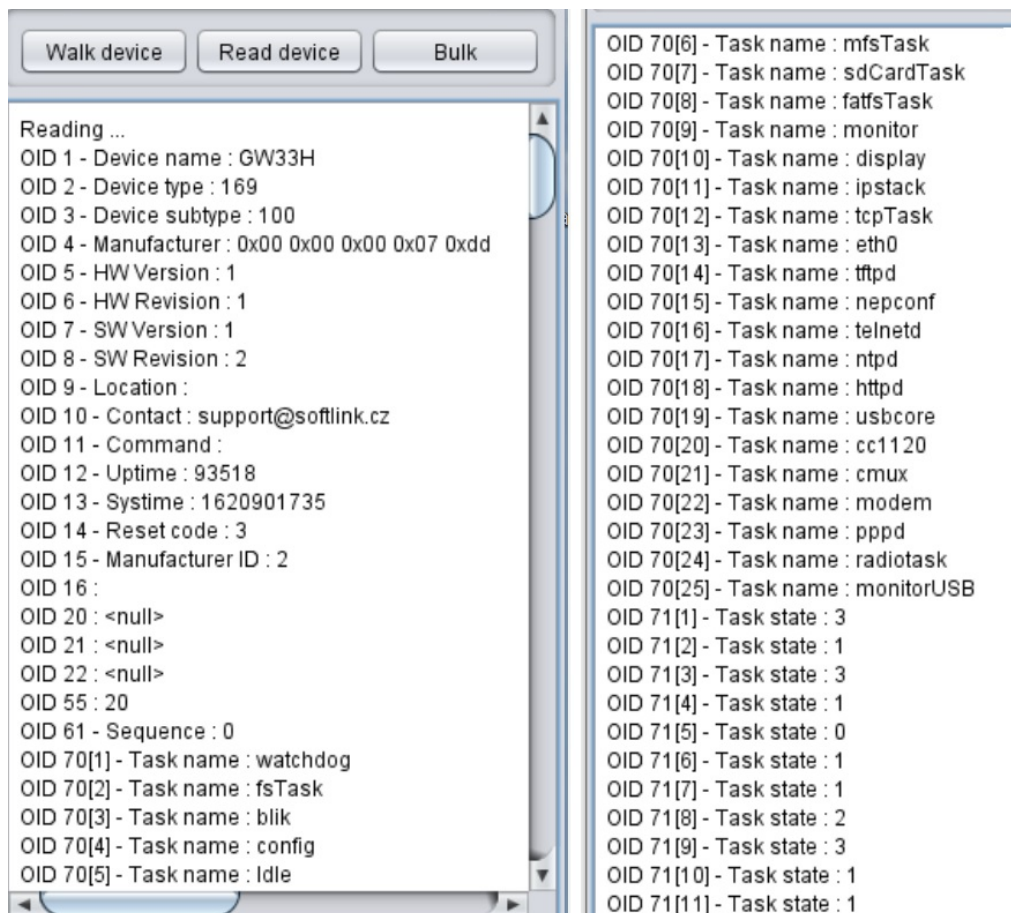 Walk device
Read device
Bulk
Reading ...
OID 1 - Device name : GW33H
OID 2 - Device type : 169
OID 3 - Device subtype : 100
OID 4 - Manufacturer : 0x00 0x00 0x00 0x07 0xdd
OID 5 - HW Version : 1
OID 6 - HW Revision : 1
OID 7 - SW Version : 1
OID 8 - SW Revision : 2
OID 9 - Location :
OID 10 - Contact : support@softlink.cz
OID 11 - Command :
OID 12 - Uptime : 93518
OID 13 - Systime : 1620901735
OID 14 - Reset code : 3
OID 15 - Manufacturer ID : 2
OID 16 :
OID 20 : <null>
OID 21 : <null>
OID 22 : <null>
OID 55 : 20
OID 61 - Sequence : 0
OID 70[1] - Task name : watchdog
OID 70[2] - Task name : fsTask
OID 70[3] - Task name : blik
OID 70[4] - Task name : config
OID 70[5] - Task name : Idle
OID 70[6] - Task name : mfsTask
OID 70[7] - Task name : sdCardTask
OID 70[8] - Task name : fatfsTask
OID 70[9] - Task name : monitor
OID 70[10] - Task name : display
OID 70[11] - Task name : ipstack
OID 70[12] - Task name : tcpTask
OID 70[13] - Task name : eth0
OID 70[14] - Task name : tftpd
OID 70[15] - Task name : nepconf
OID 70[16] - Task name : telnetd
OID 70[17] - Task name : ntpd
OID 70[18] - Task name : httpd
OID 70[19] - Task name : usbcore
OID 70[20] - Task name : cc1120
OID 70[21] - Task name : cmux
OID 70[22] - Task name : modem
OID 70[23] - Task name : pppd
OID 70[24] - Task name : radiotask
OID 70[25] - Task name : monitorUSB
OID 71[1] - Task state : 3
OID 71[2] - Task state : 1
OID 71[3] - Task state : 3
OID 71[4] - Task state : 1
OID 71[5] - Task state : 0
OID 71[6] - Task state : 1
OID 71[7] - Task state : 1
OID 71[8] - Task state : 2
OID 71[9] - Task state : 3
OID 71[10] - Task state : 1
OID 71[11] - Task state : 1